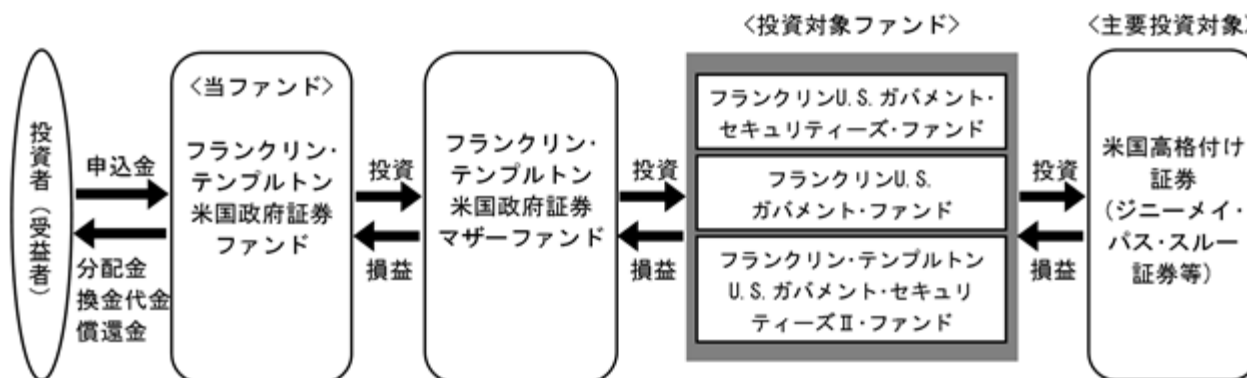 投資者（受益者）
申込金
分配金
換金代金
償還金
〈当ファンド〉
フランクリン・
テンプルトン
米国政府証券
ファンド
投資
損益
フランクリン・
テンプルトン
米国政府証券
マザーファンド
投資
損益
〈投資対象ファンド〉
フランクリンU.S.ガバメント・
セキュリティーズ・ファンド
フランクリンU.S.
ガバメント・ファンド
フランクリン・テンプルトン
U.S.ガバメント・セキュリ
ティーズⅡ・ファンド
投資
損益
〈主要投資対象〉
米国高格付け
証券
（ジニーメイ・
パス・スルー
証券等）